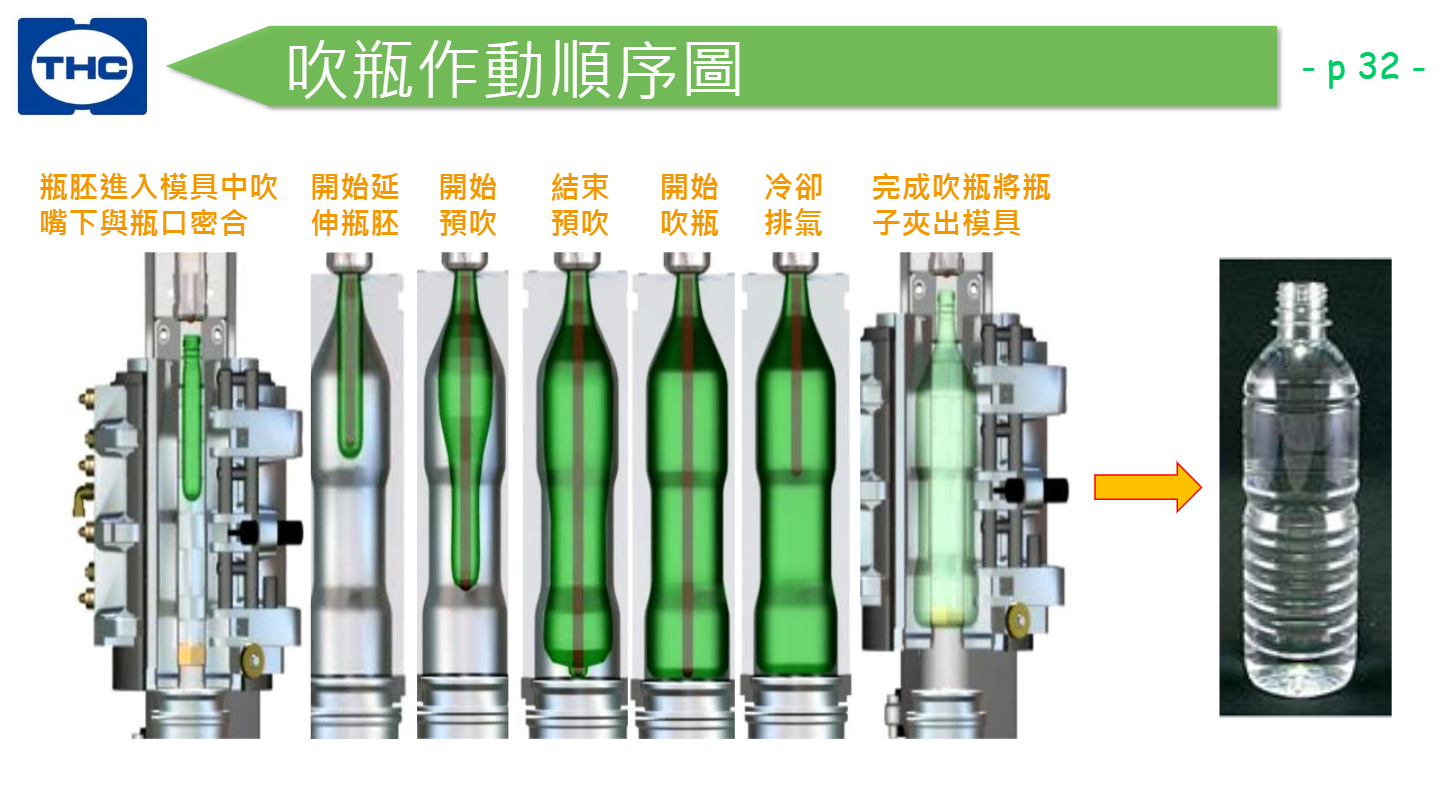 THC
吹瓶作動順序圖
- p 32 -
瓶胚進入模具中吹
嘴下與瓶口密合
開始延
伸瓶胚
開始
預吹
結束
預吹
開始
吹瓶
冷卻
排氣
完成吹瓶將瓶
子夾出模具